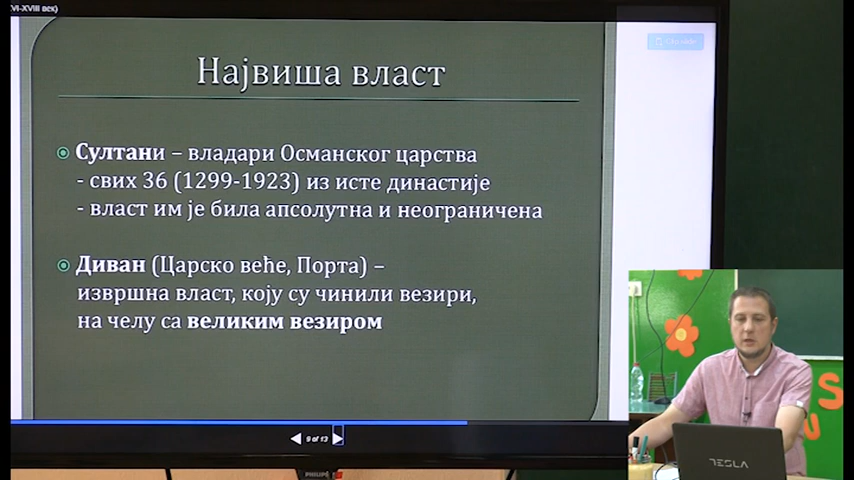 XVI-XVIII век)
Највиша власт
Султани – владари Османског царства
- свих 36 (1299-1923) из исте династије
- власт им је била апсолутна и неограничена
Диван (Царско веће, Порта) –
извршна власт, коју су чинили везири,
на челу са великим везиром
9 of 13
PHILIPS
TESLA
S